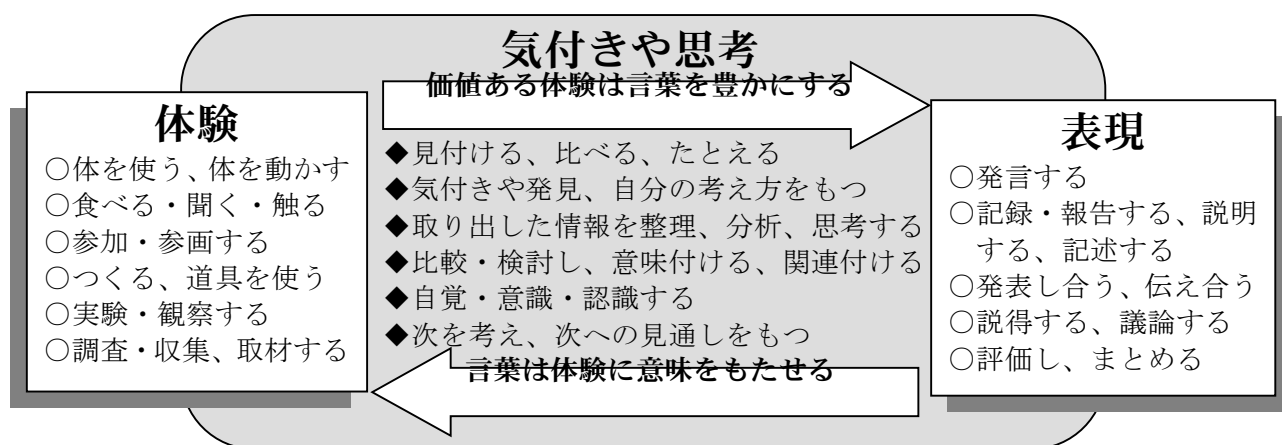 気付きや思考
価値ある体験は言葉を豊かにする
体験
○体を使う、体を動かす
○食べる・聞く・触る
○参加・参画する
○つくる、道具を使う
○実験・観察する
○調査・収集、取材する
◆見付ける、比べる、たとえる
◆気付きや発見、自分の考え方をもつ
◆取り出した情報を整理、分析、思考する
◆比較・検討し、意味付ける、関連付ける
◆自覚・意識・認識する
◆次を考え、次への見通しをもつ
言葉は体験に意味をもたせる
表現
○発言する
○記録・報告する、説明
する、記述する
○発表し合う、伝え合う
○説得する、議論する
○評価し、まとめる